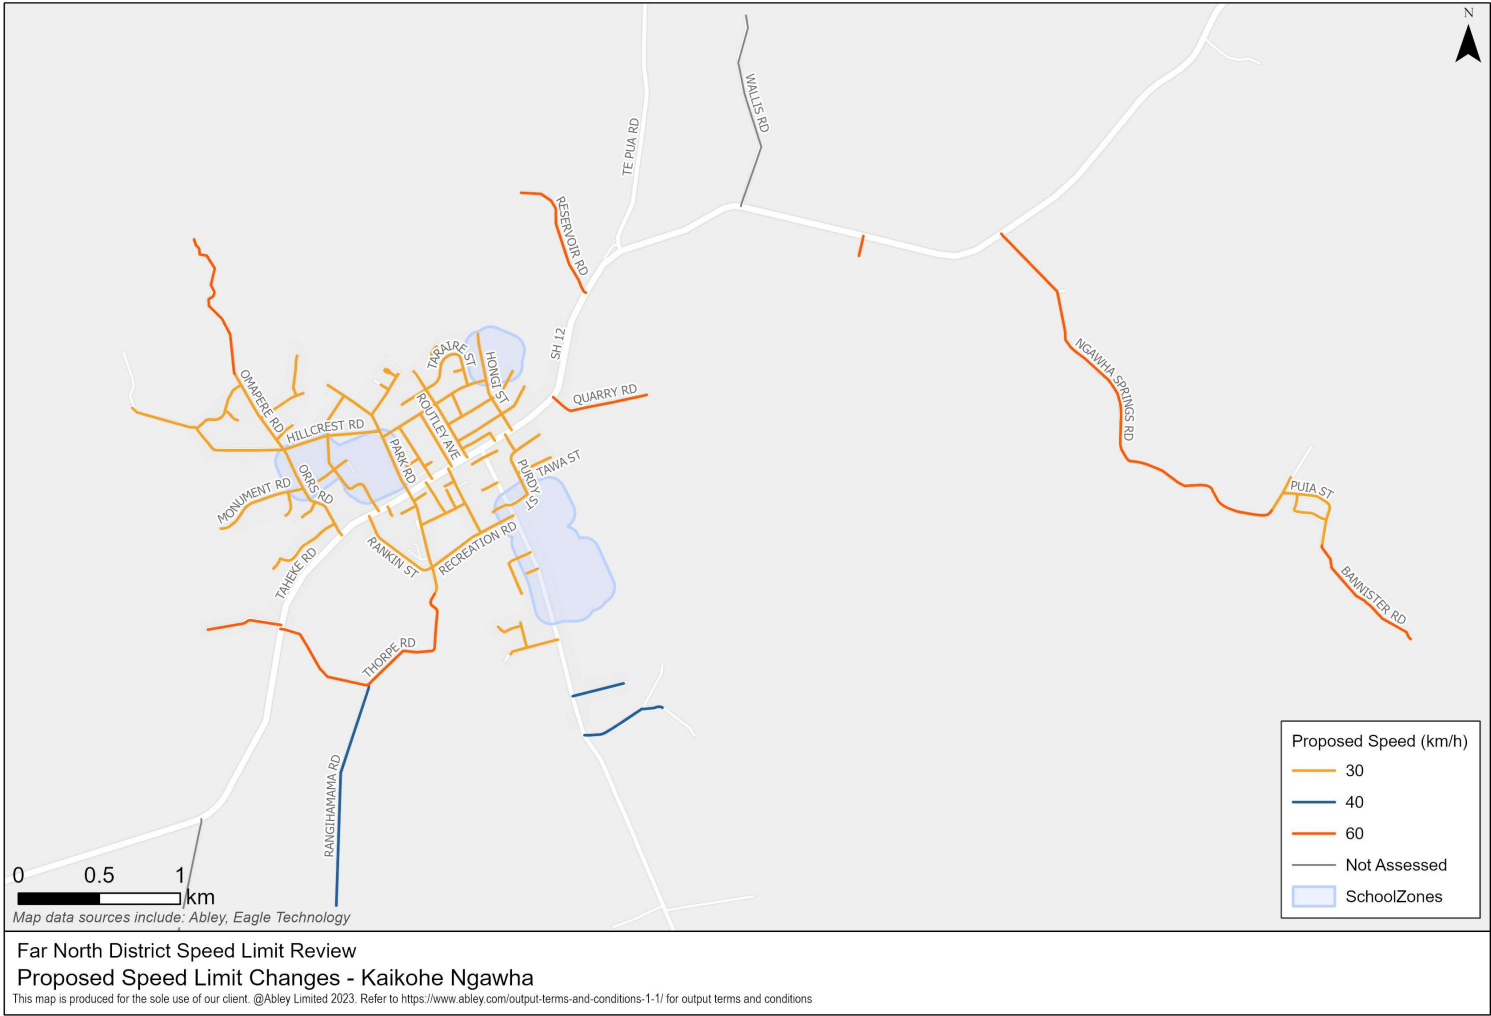 N
WALLIS RD
TE PUA RD
RESERVOIR RD
SH 12
TARAIRE ST
HONGI ST
QUARRY RD
OMAPERE RD
ROUTLEY AVE
HILLCREST RD
PARK RD
NGAWHA SPRINGS RD
ORRS RD
PURDY ST
TAWA ST
MONUMENT RD
PUIA ST
RECREATION RD
RANKIN ST
TAHEKE RD
BANNISTER RD
THORPE RD
RANGIHAMAMA RD
Proposed Speed (km/h)
30
40
60
Not Assessed
SchoolZones
0 0.5 1
km
Map data sources include: Abley, Eagle Technology
Far North District Speed Limit Review
Proposed Speed Limit Changes - Kaikohe Ngawha
This map is produced for the sole use of our client. @Abley Limited 2023. Refer to https://www.abley.com/output-terms-and-conditions-1-1/ for output terms and conditions